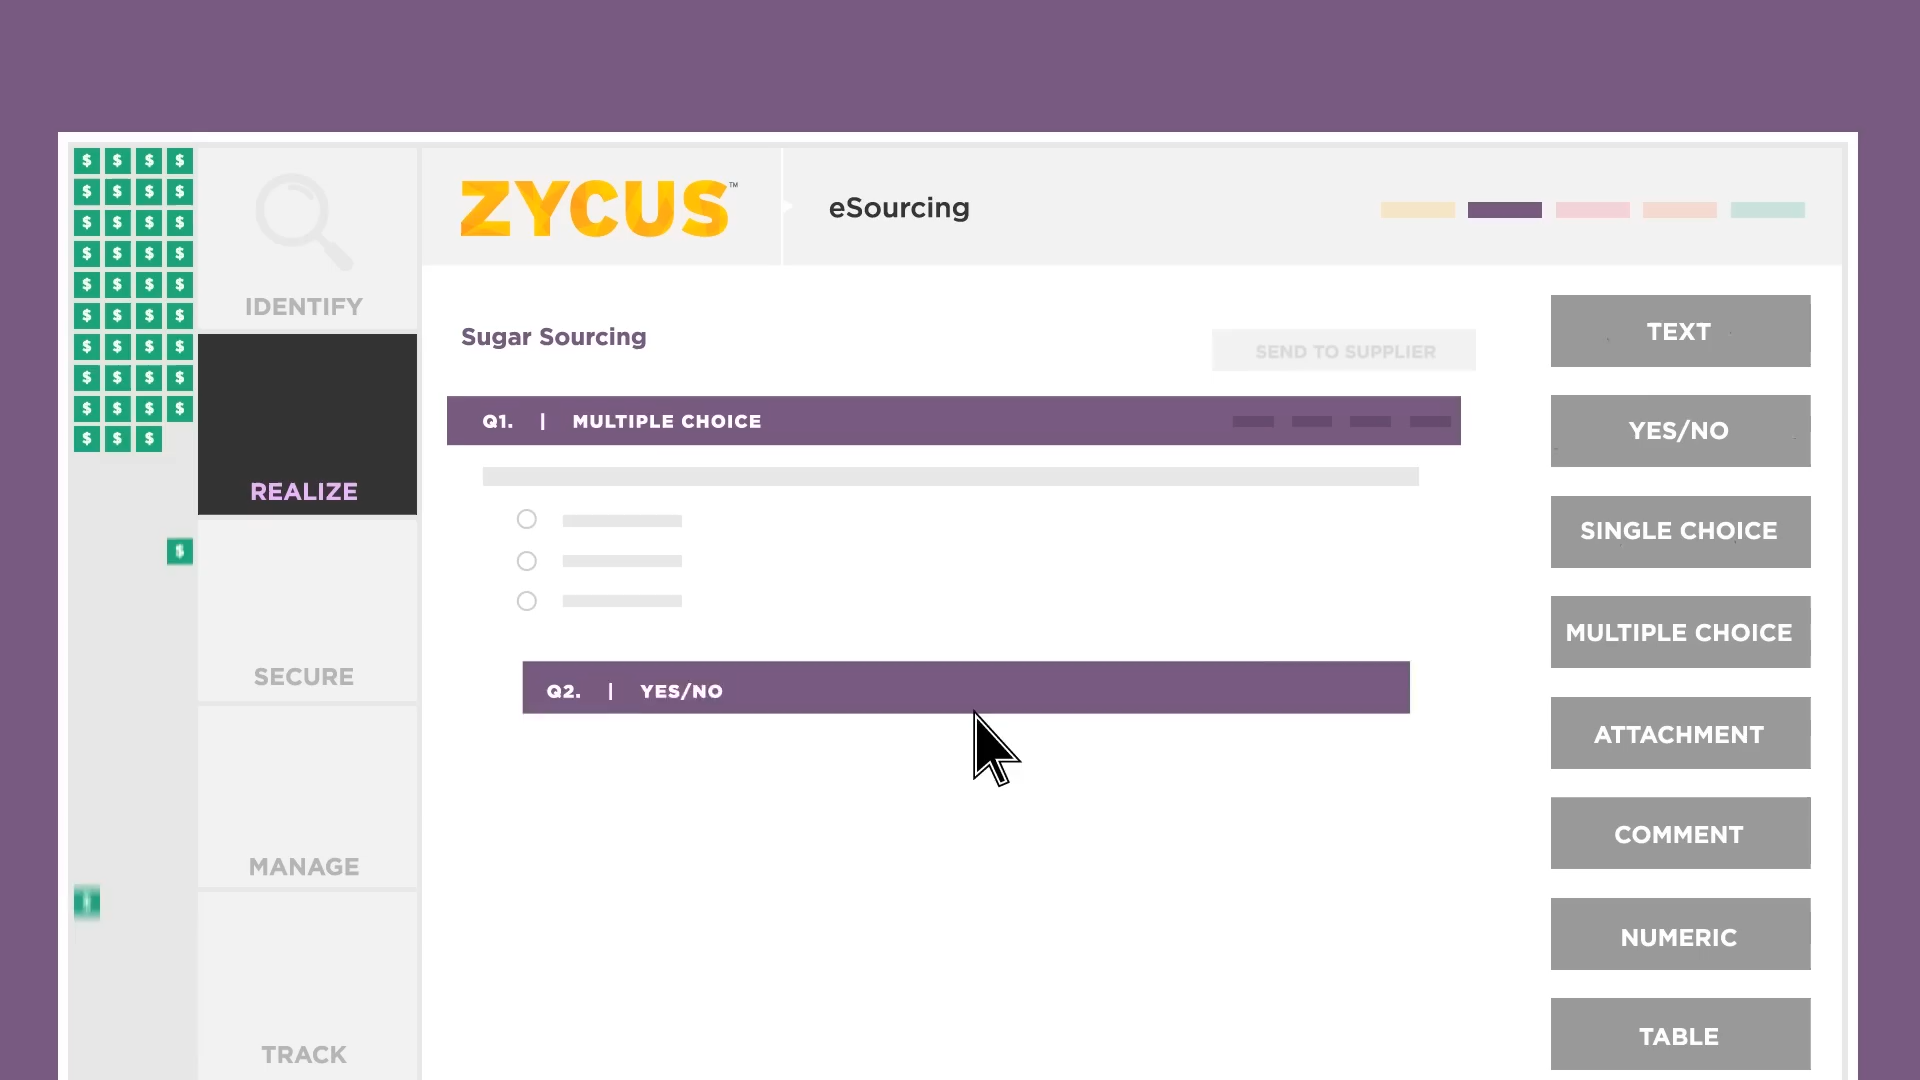 $ $ $ $
$ $ $ $
$ $ $ $
$ $ $ $
$ $ $ $
$ $ $ $
$ $ $ $
$ $ $ $
$ $ $ $
$ $ $
$
IDENTIFY
REALIZE
SECURE
MANAGE
TRACK
ZYCUS™
eSourcing
Sugar Sourcing
SEND TO SUPPLIER
Q1. | MULTIPLE CHOICE
Q2. | YES/NO
TEXT
YES/NO
SINGLE CHOICE
MULTIPLE CHOICE
ATTACHMENT
COMMENT
NUMERIC
TABLE